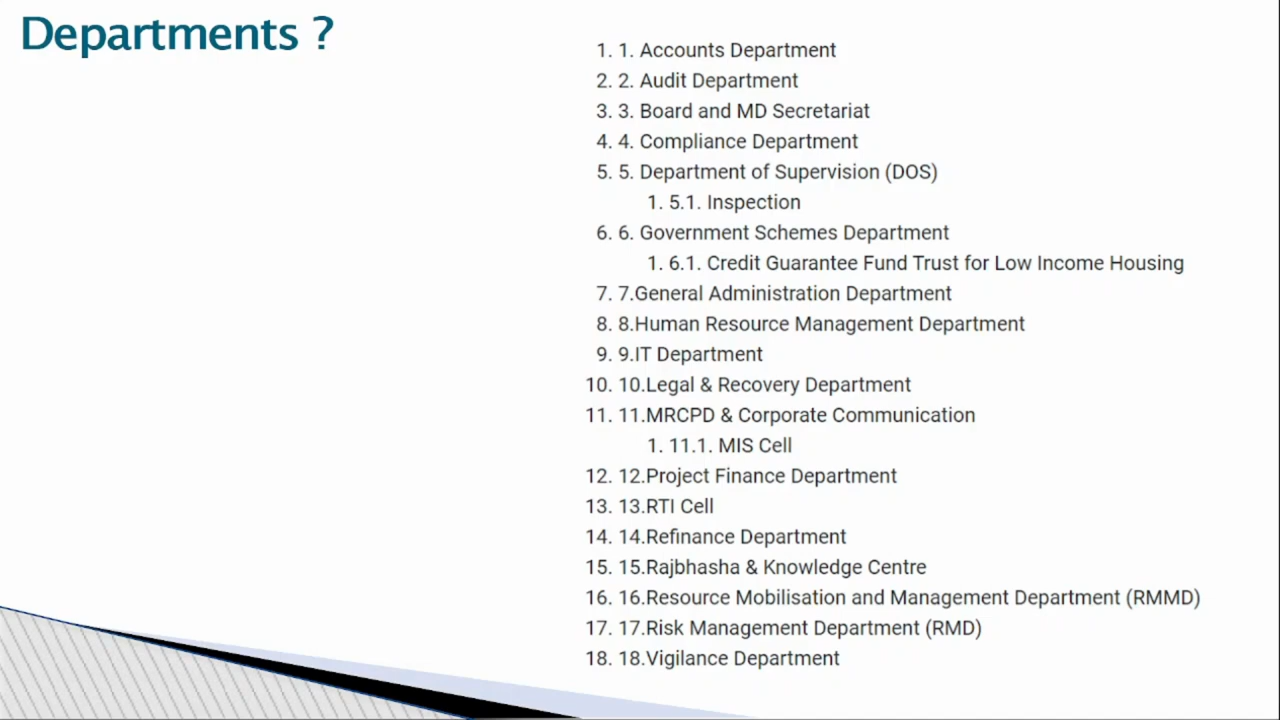 Departments ?
1. 1. Accounts Department
2. 2. Audit Department
3. 3. Board and MD Secretariat
4. 4. Compliance Department
5. 5. Department of Supervision (DOS)
1. 5.1. Inspection
6. 6. Government Schemes Department
1. 6.1. Credit Guarantee Fund Trust for Low Income Housing
7. 7.General Administration Department
8. 8.Human Resource Management Department
9. 9.IT Department
10. 10.Legal & Recovery Department
11. 11.MRCPD & Corporate Communication
1. 11.1. MIS Cell
12. 12.Project Finance Department
13. 13.RTI Cell
14. 14.Refinance Department
15. 15.Rajbhasha & Knowledge Centre
16. 16.Resource Mobilisation and Management Department (RMMD)
17. 17.Risk Management Department (RMD)
18. 18.Vigilance Department